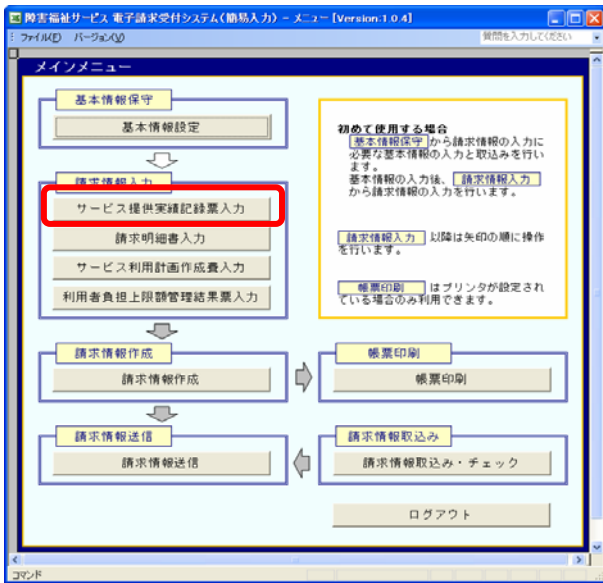 障害福祉サービス 電子請求受付システム(簡易入力) - メニュー [Version:1.0.4]
ファイル(F) バージョン(V)
質問を入力してください
メインメニュー
基本情報保守
基本情報設定
請求情報入力
サービス提供実績記録票入力
請求明細書入力
サービス利用計画作成費入力
利用者負担上限額管理結果票入力
初めて使用する場合
基本情報保守 から請求情報の入力に
必要な基本情報の入力と取込みを行い
ます。
基本情報の入力後、 請求情報入力
から請求情報の入力を行います。
請求情報入力 以降は矢印の順に操作
を行います。
帳票印刷 はプリンタが設定され
ている場合のみ利用できます。
請求情報作成
請求情報作成
帳票印刷
帳票印刷
請求情報送信
請求情報送信
請求情報取込み
請求情報取込み・チェック
ログアウト
コマンド